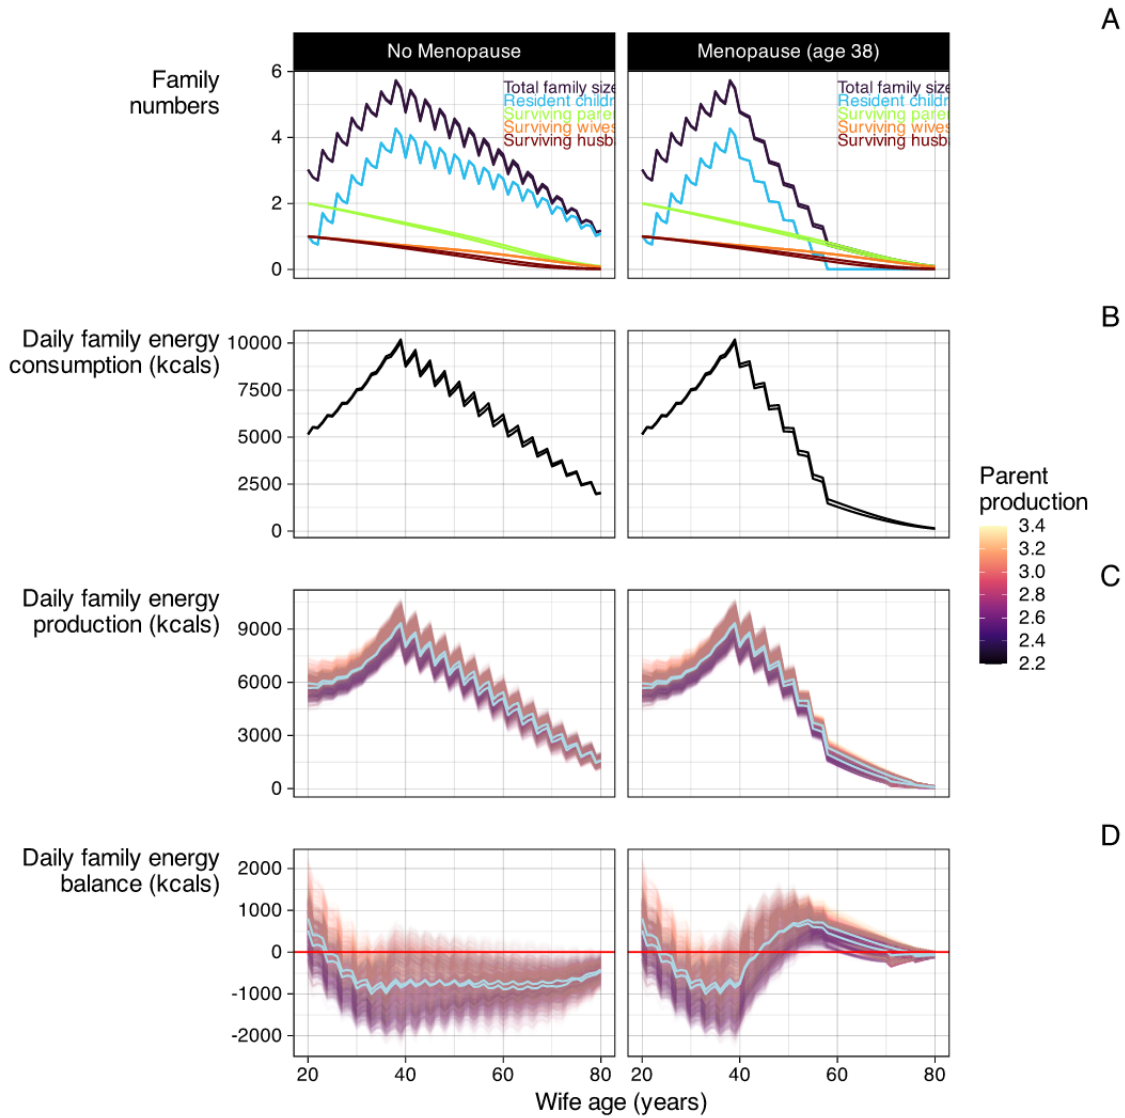 A
No Menopause
Menopause (age 38)
Family
numbers
6
4
2
0
Total family size
Resident childr
Surviving pare
Surviving wives
Surviving husb
Total family size
Resident childr
Surviving pare
Surviving wives
Surviving husb
B
Daily family energy
consumption (kcals)
10000
7500
5000
2500
0
Parent
production
3.4
3.2
3.0
2.8
2.6
2.4
2.2
C
Daily family energy
production (kcals)
9000
6000
3000
0
D
Daily family energy
balance (kcals)
2000
1000
0
-1000
-2000
20
40
60
80
20
40
60
80
Wife age (years)